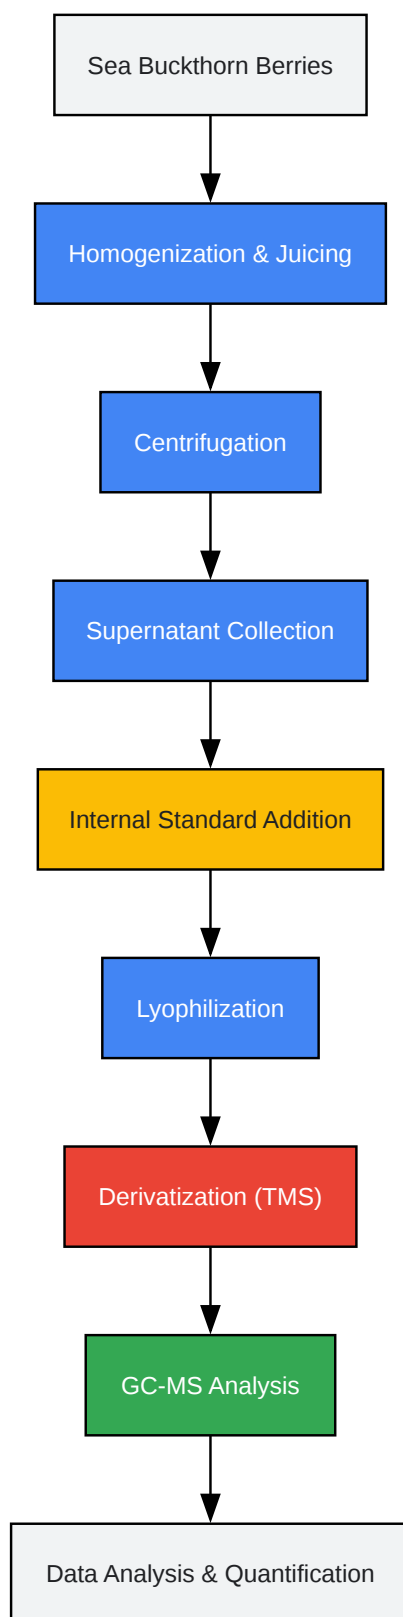 Sea Buckthorn Berries
Homogenization & Juicing
Centrifugation
Supernatant Collection
Internal Standard Addition
Lyophilization
Derivatization (TMS)
GC-MS Analysis
Data Analysis & Quantification